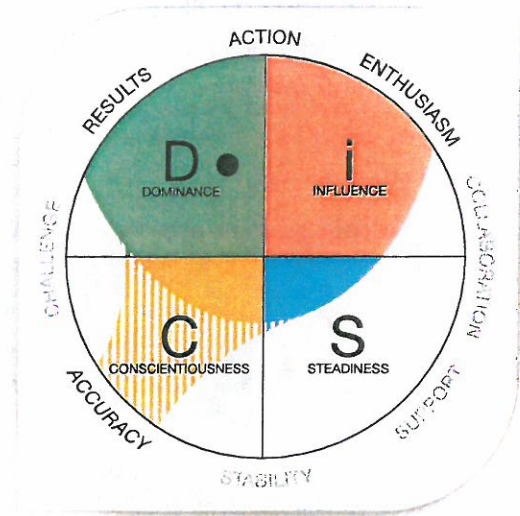 ACTION
RESULTS
ENTHUSIASM
D
DOMINANCE
i
INFLUENCE
CHALLENGE
COLLABORATION
C
CONSCIENTIOUSNESS
S
STEADINESS
ACCURACY
SUPPORT
STABILITY